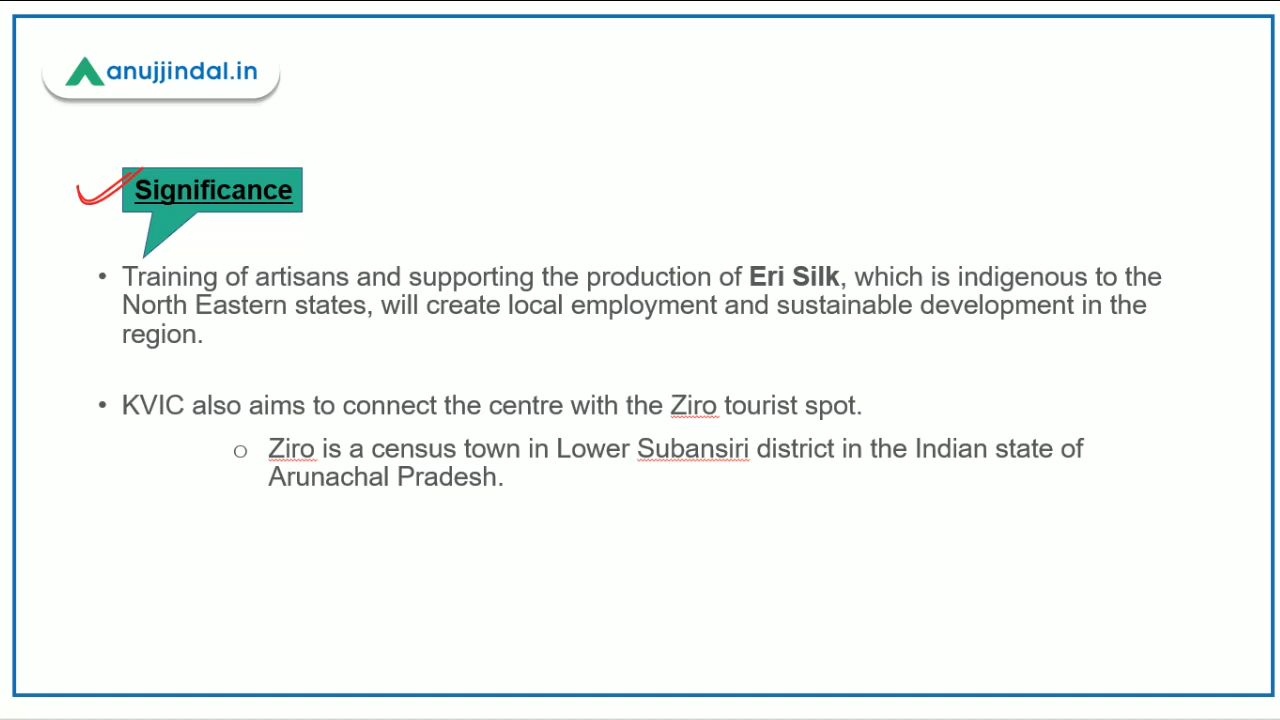 anujjindal.in
Significance
• Training of artisans and supporting the production of Eri Silk, which is indigenous to the
North Eastern states, will create local employment and sustainable development in the
region.
• KVIC also aims to connect the centre with the Ziro tourist spot.
o Ziro is a census town in Lower Subansiri district in the Indian state of
Arunachal Pradesh.